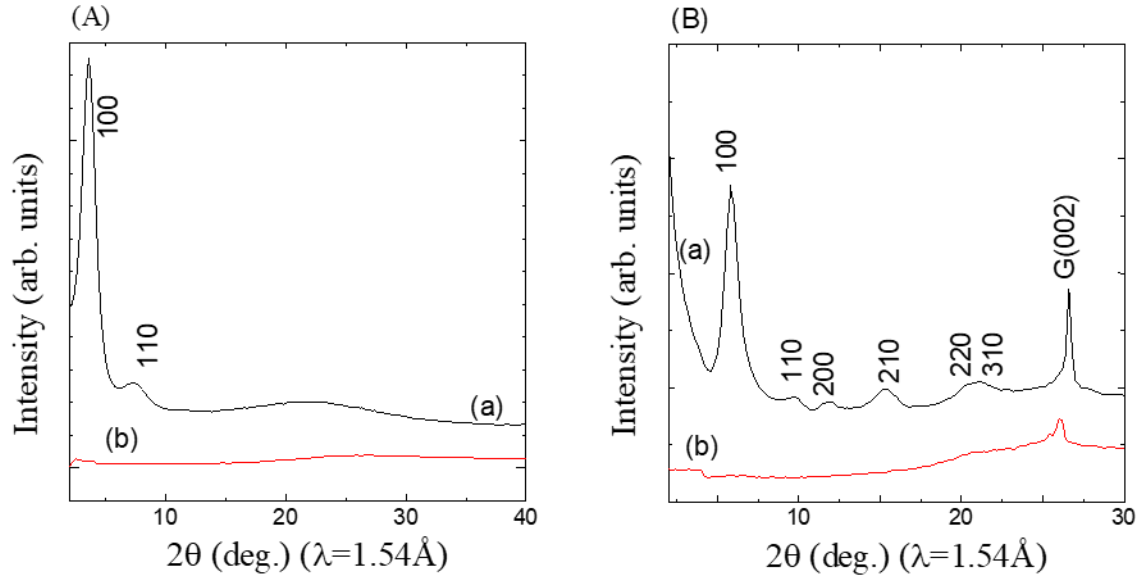 (A)
100
110
(a)
(b)
10 20 30 40
Intensity (arb. units)
2θ (deg.) (λ=1.54Å)
(B)
100
(a)
110
200
210
220
310
G(002)
(b)
10 20 30
Intensity (arb. units)
2θ (deg.) (λ=1.54Å)